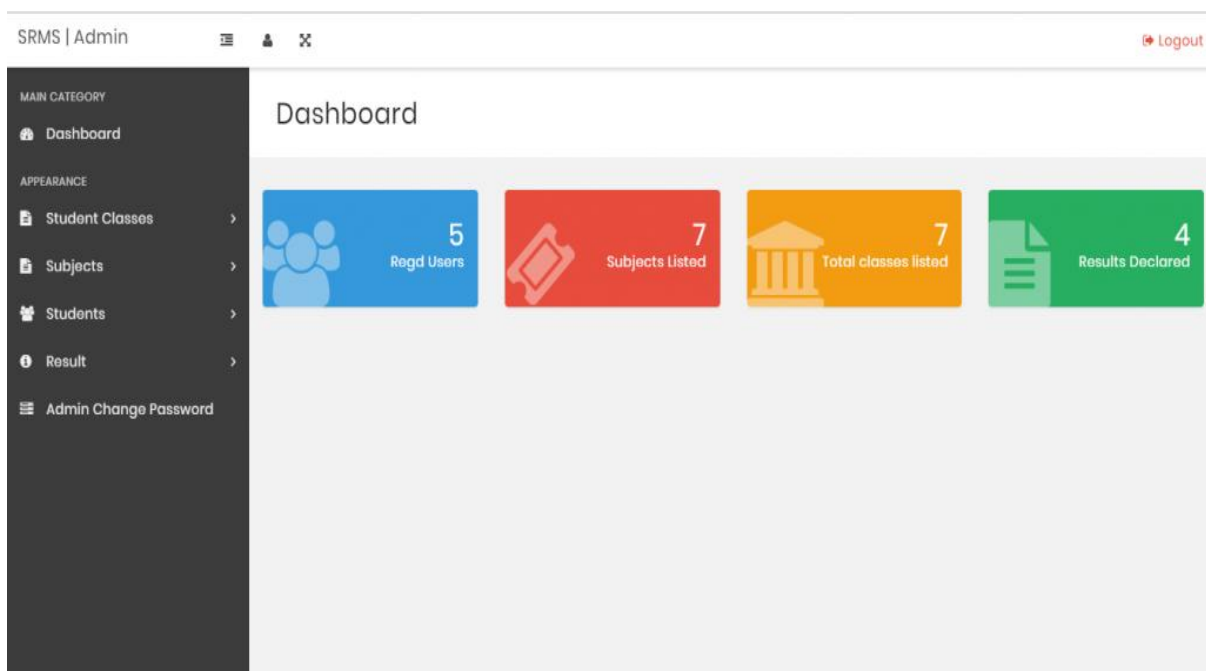 SRMS | Admin
Logout
MAIN CATEGORY
Dashboard
APPEARANCE
Student Classes
Subjects
Students
Result
Admin Change Password
Dashboard
5
Regd Users
7
Subjects Listed
7
Total classes listed
4
Results Declared